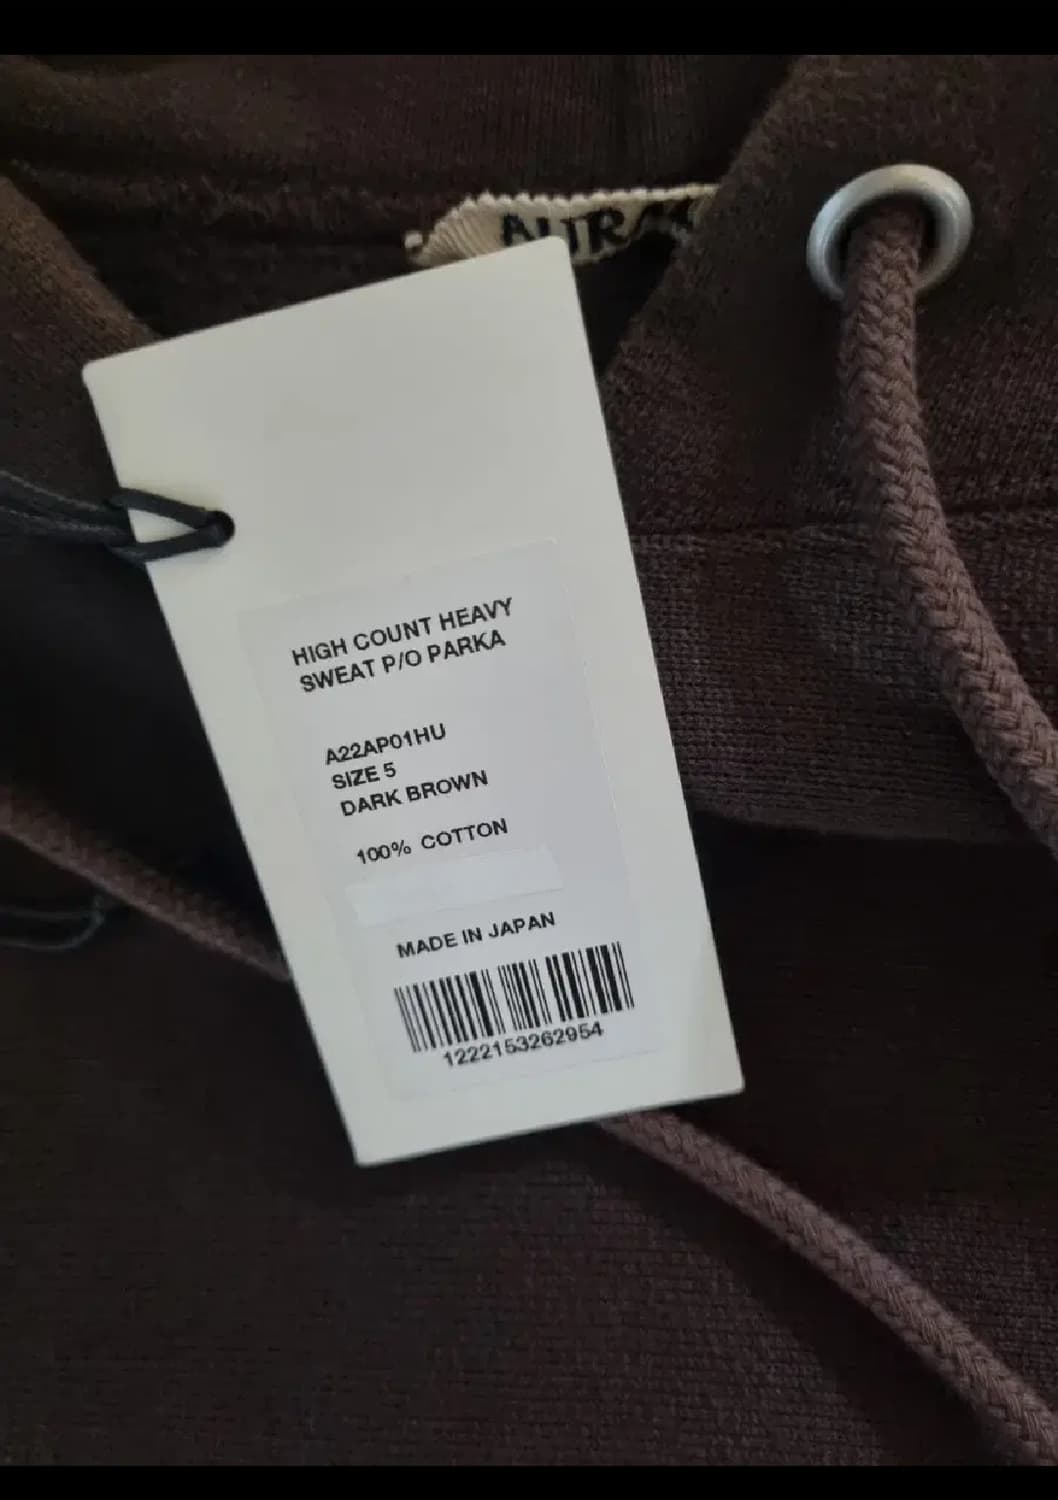 HIGH COUNT HEAVY
SWEAT P/O PARKA
A22AP01HU
SIZE 5
DARK BROWN
100% COTTON
MADE IN JAPAN
1222153262954